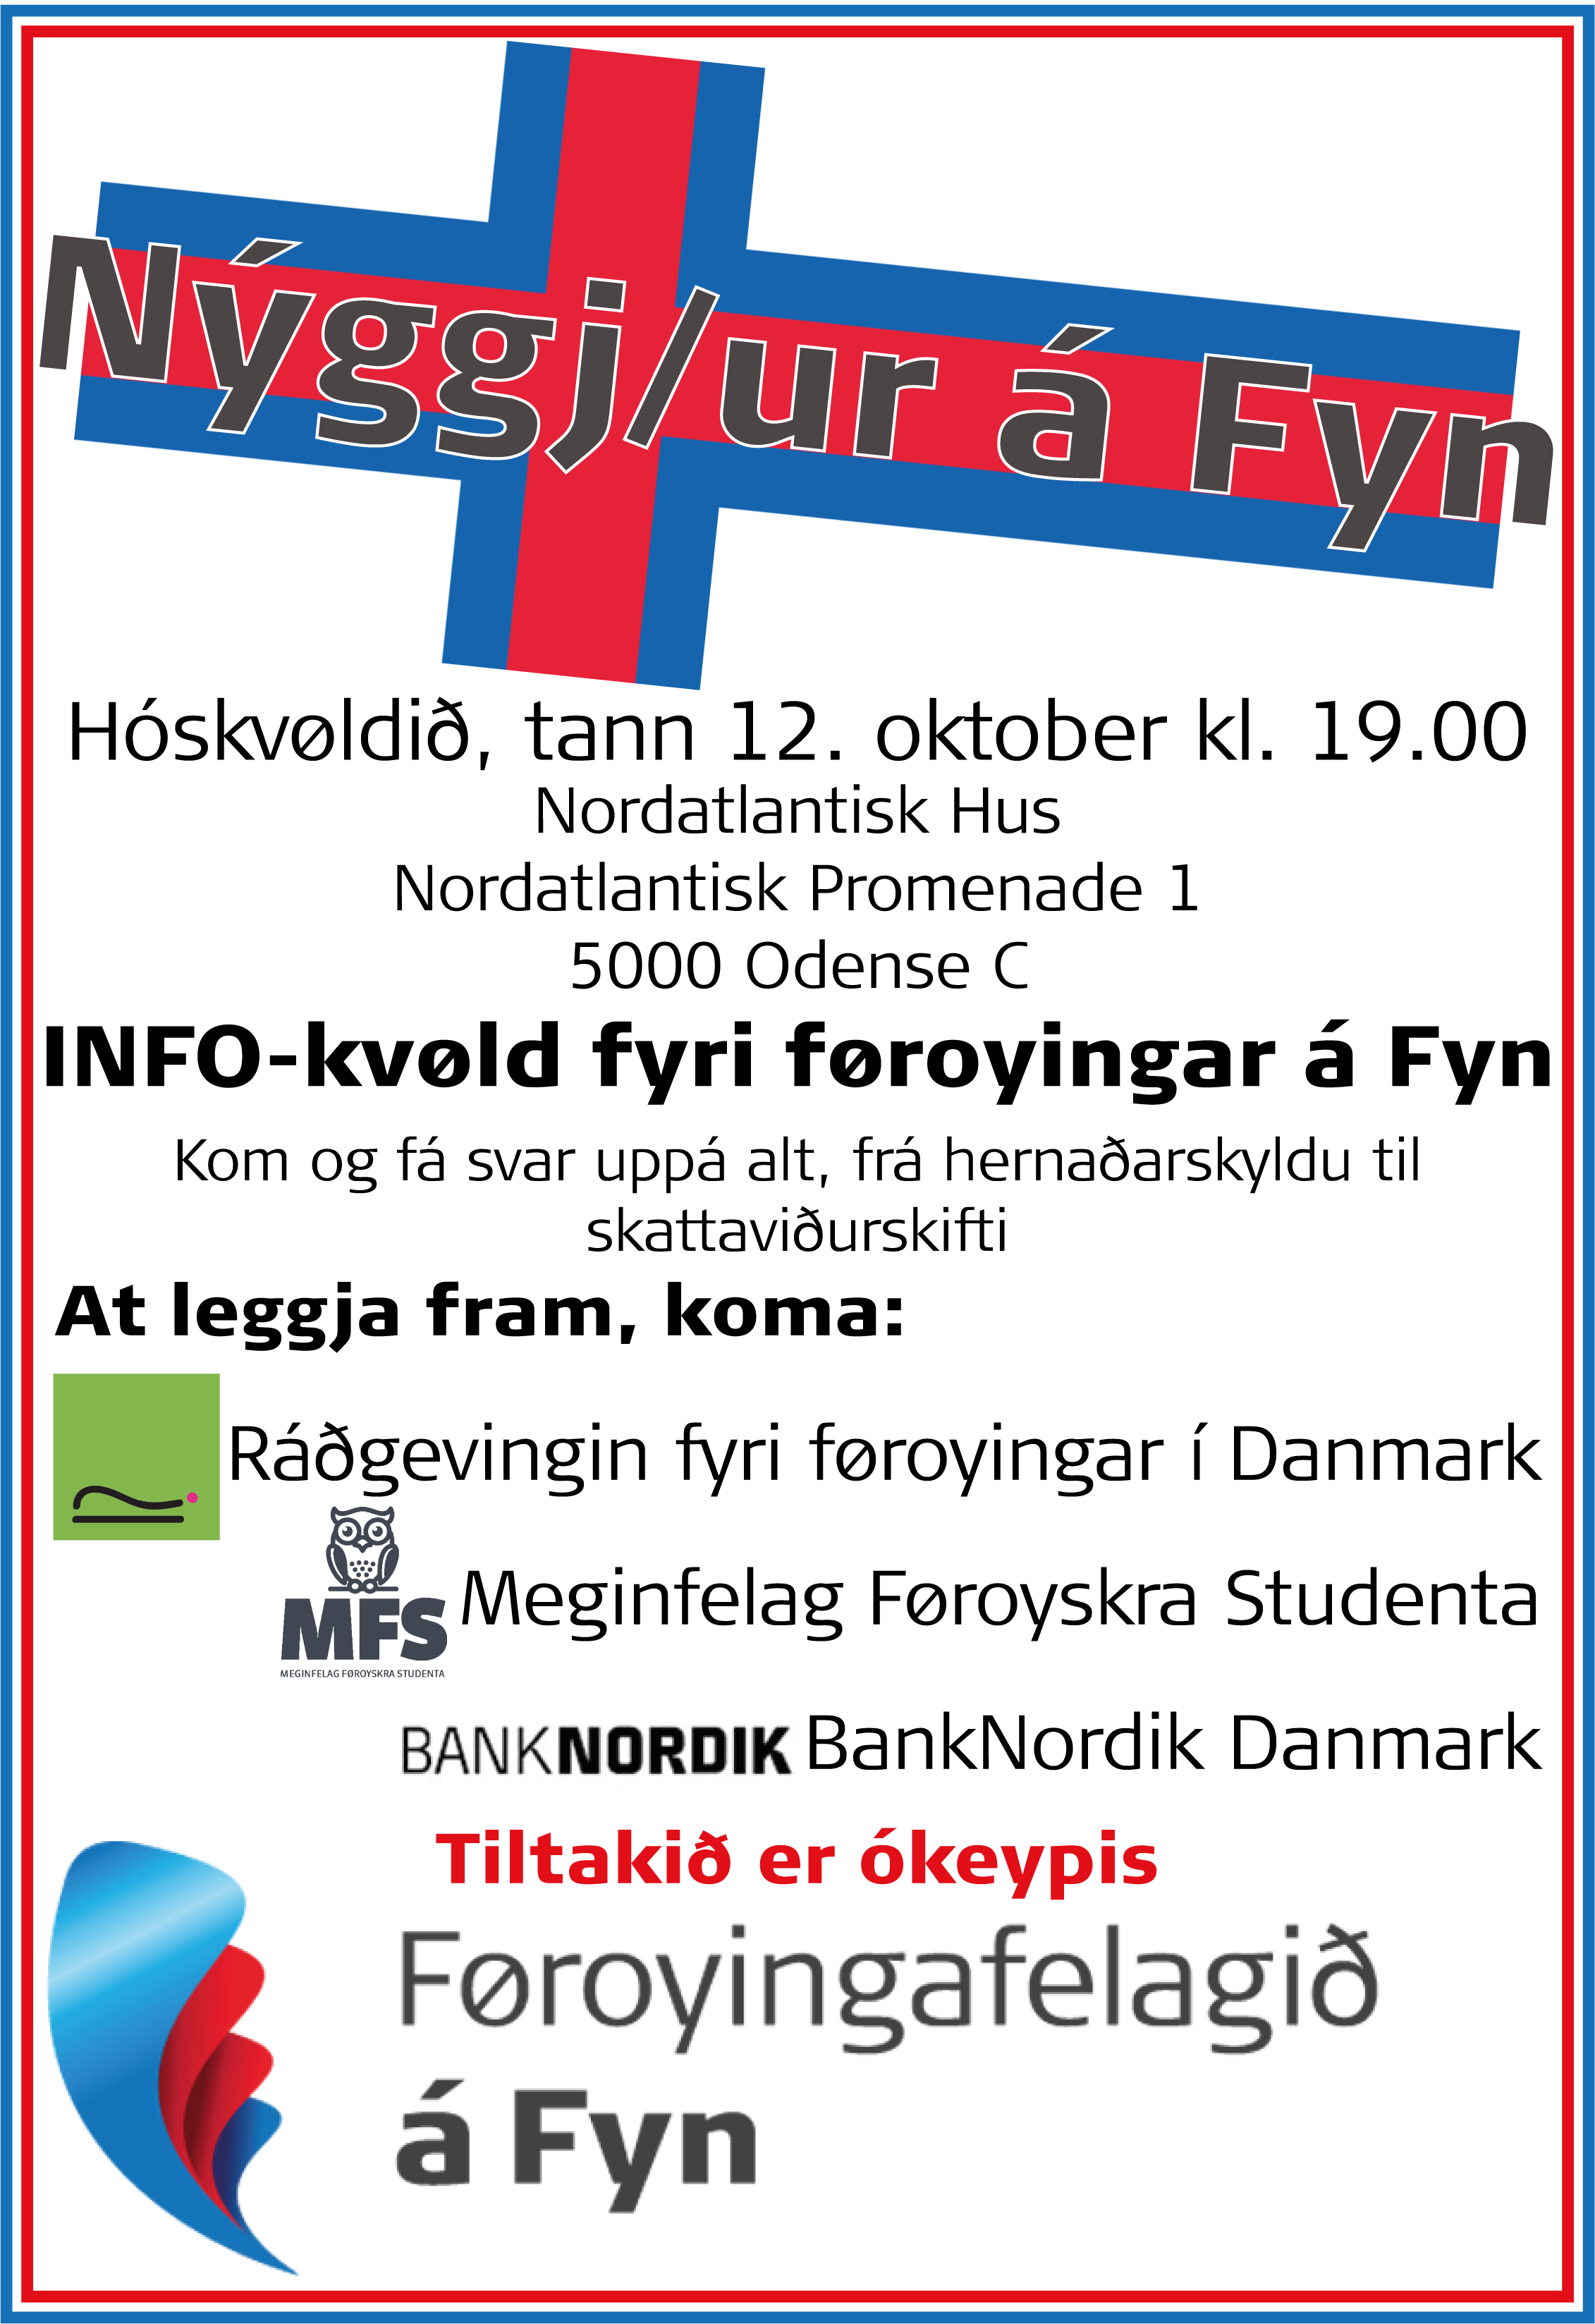 Nýggj/ur á Fyn
Hóskvøldið, tann 12. oktober kl. 19.00
Nordatlantisk Hus
Nordatlantisk Promenade 1
5000 Odense C
INFO-kvøld fyri føroyingar á Fyn
Kom og fá svar uppá alt, frá hernaðarskyldu til
skattaviðurskifti
At leggja fram, koma:
Ráðgevingin fyri føroyingar í Danmark
MFS
MEGINFELAG FØROYSKRA STUDENTA
Meginfelag Føroyskra Studenta
BANKNORDIK BankNordik Danmark
Tiltakið er ókeypis
Føroyingafelagið
á Fyn